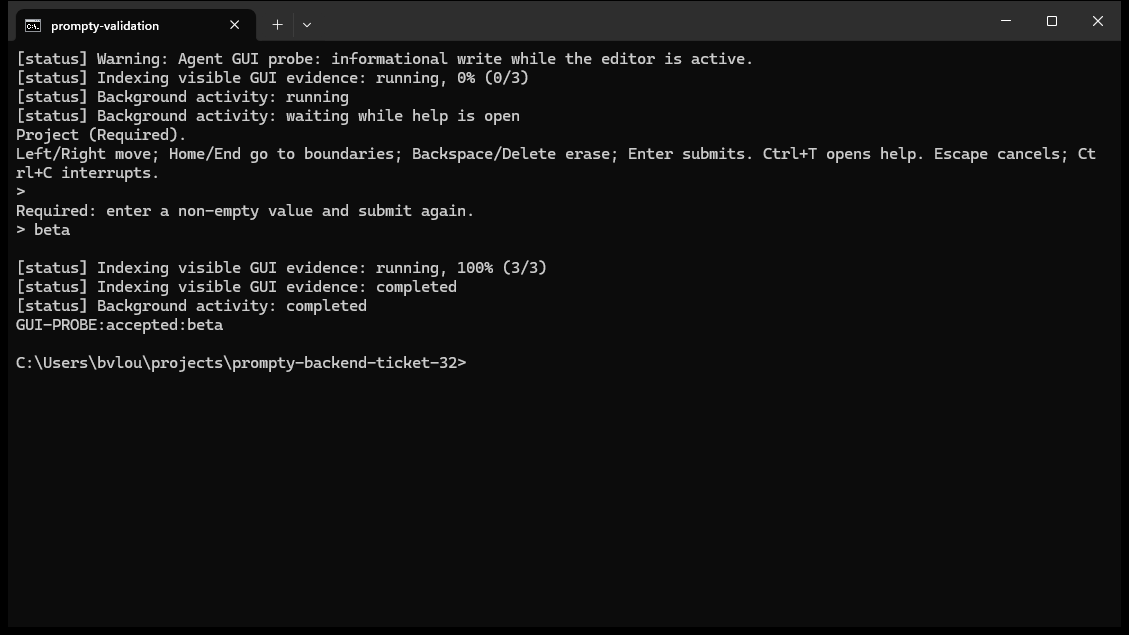 prompty-validation
[status] Warning: Agent GUI probe: informational write while the editor is active.
[status] Indexing visible GUI evidence: running, 0% (0/3)
[status] Background activity: running
[status] Background activity: waiting while help is open
Project (Required).
Left/Right move; Home/End go to boundaries; Backspace/Delete erase; Enter submits. Ctrl+T opens help. Escape cancels; Ct
rl+C interrupts.
>
Required: enter a non-empty value and submit again.
> beta
[status] Indexing visible GUI evidence: running, 100% (3/3)
[status] Indexing visible GUI evidence: completed
[status] Background activity: completed
GUI-PROBE:accepted:beta
C:\Users\bvlou\projects\prompty-backend-ticket-32>